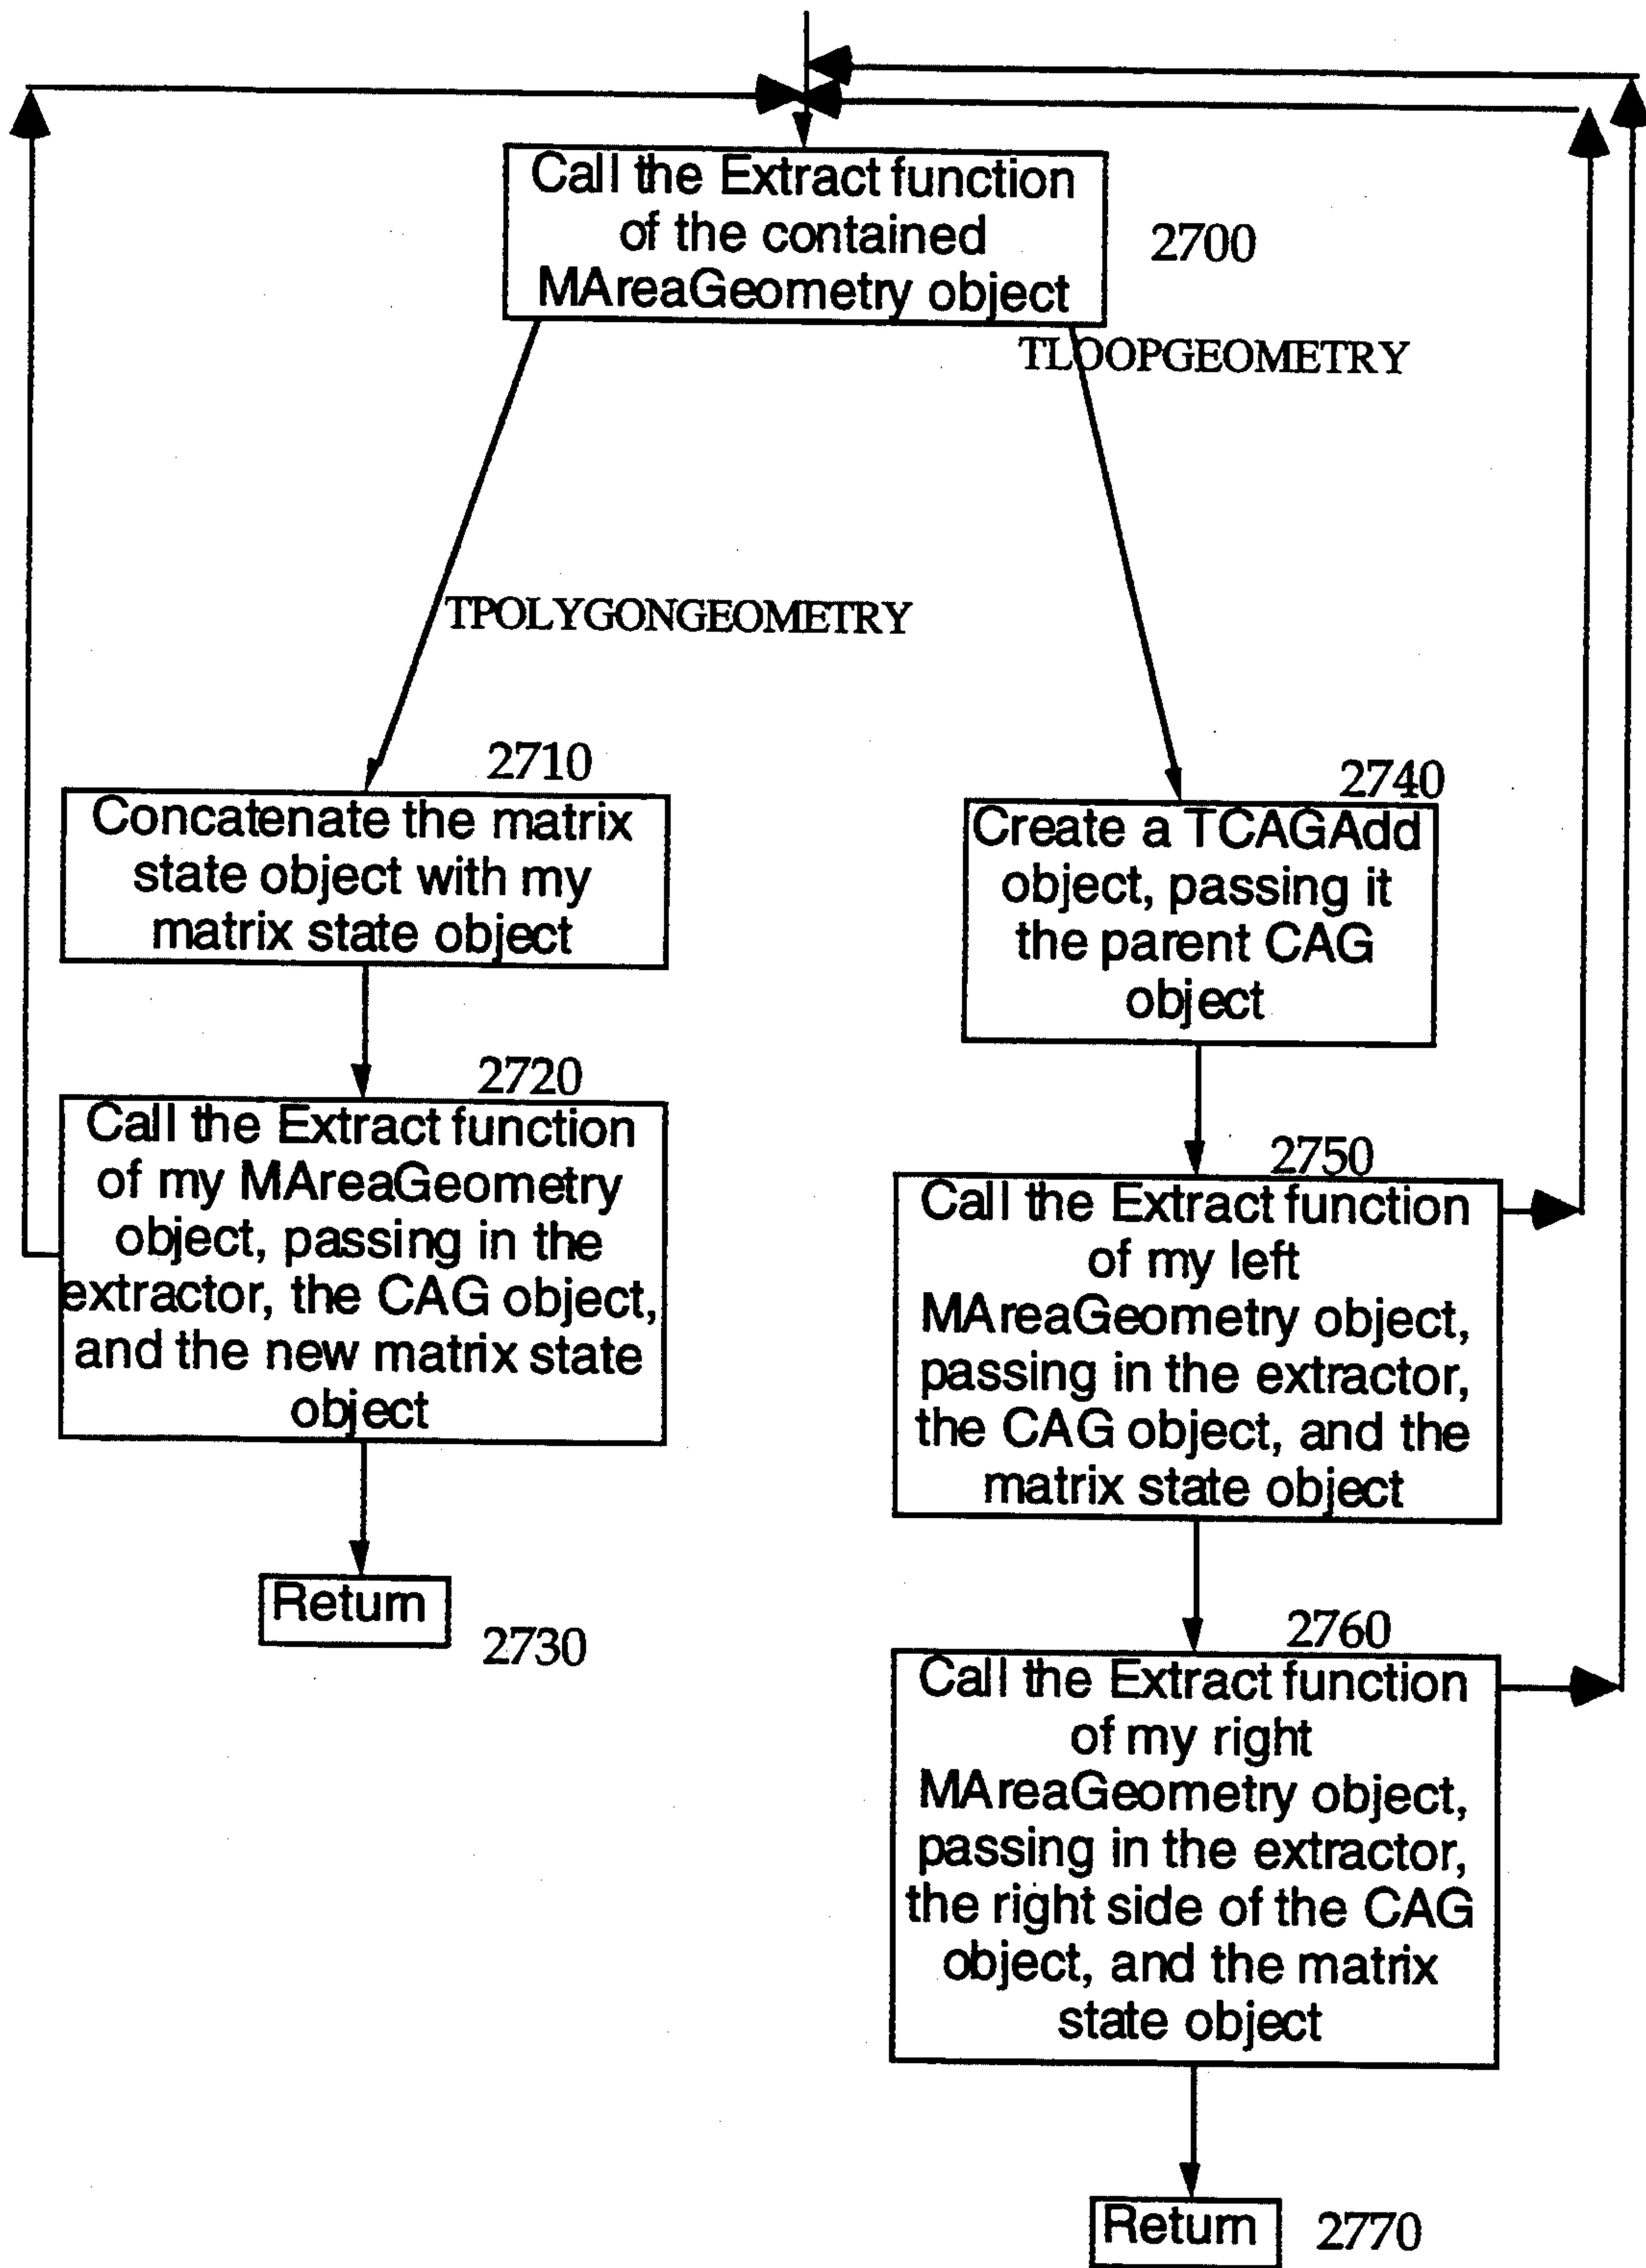 Call the Extract function
of the contained
MAreaGeometry object
2700
TLOOPGEOMETRY
TPOLYGONGEOMETRY
2710
Concatenate the matrix
state object with my
matrix state object
2720
Call the Extract function
of my MAreaGeometry
object, passing in the
extractor, the CAG object,
and the new matrix state
object
Return
2730
2740
Create a TCAGAdd
object, passing it
the parent CAG
object
2750
Call the Extract function
of my left
MAreaGeometry object,
passing in the extractor,
the CAG object, and the
matrix state object
2760
Call the Extract function
of my right
MAreaGeometry object,
passing in the extractor,
the right side of the CAG
object, and the matrix
state object
Return
2770